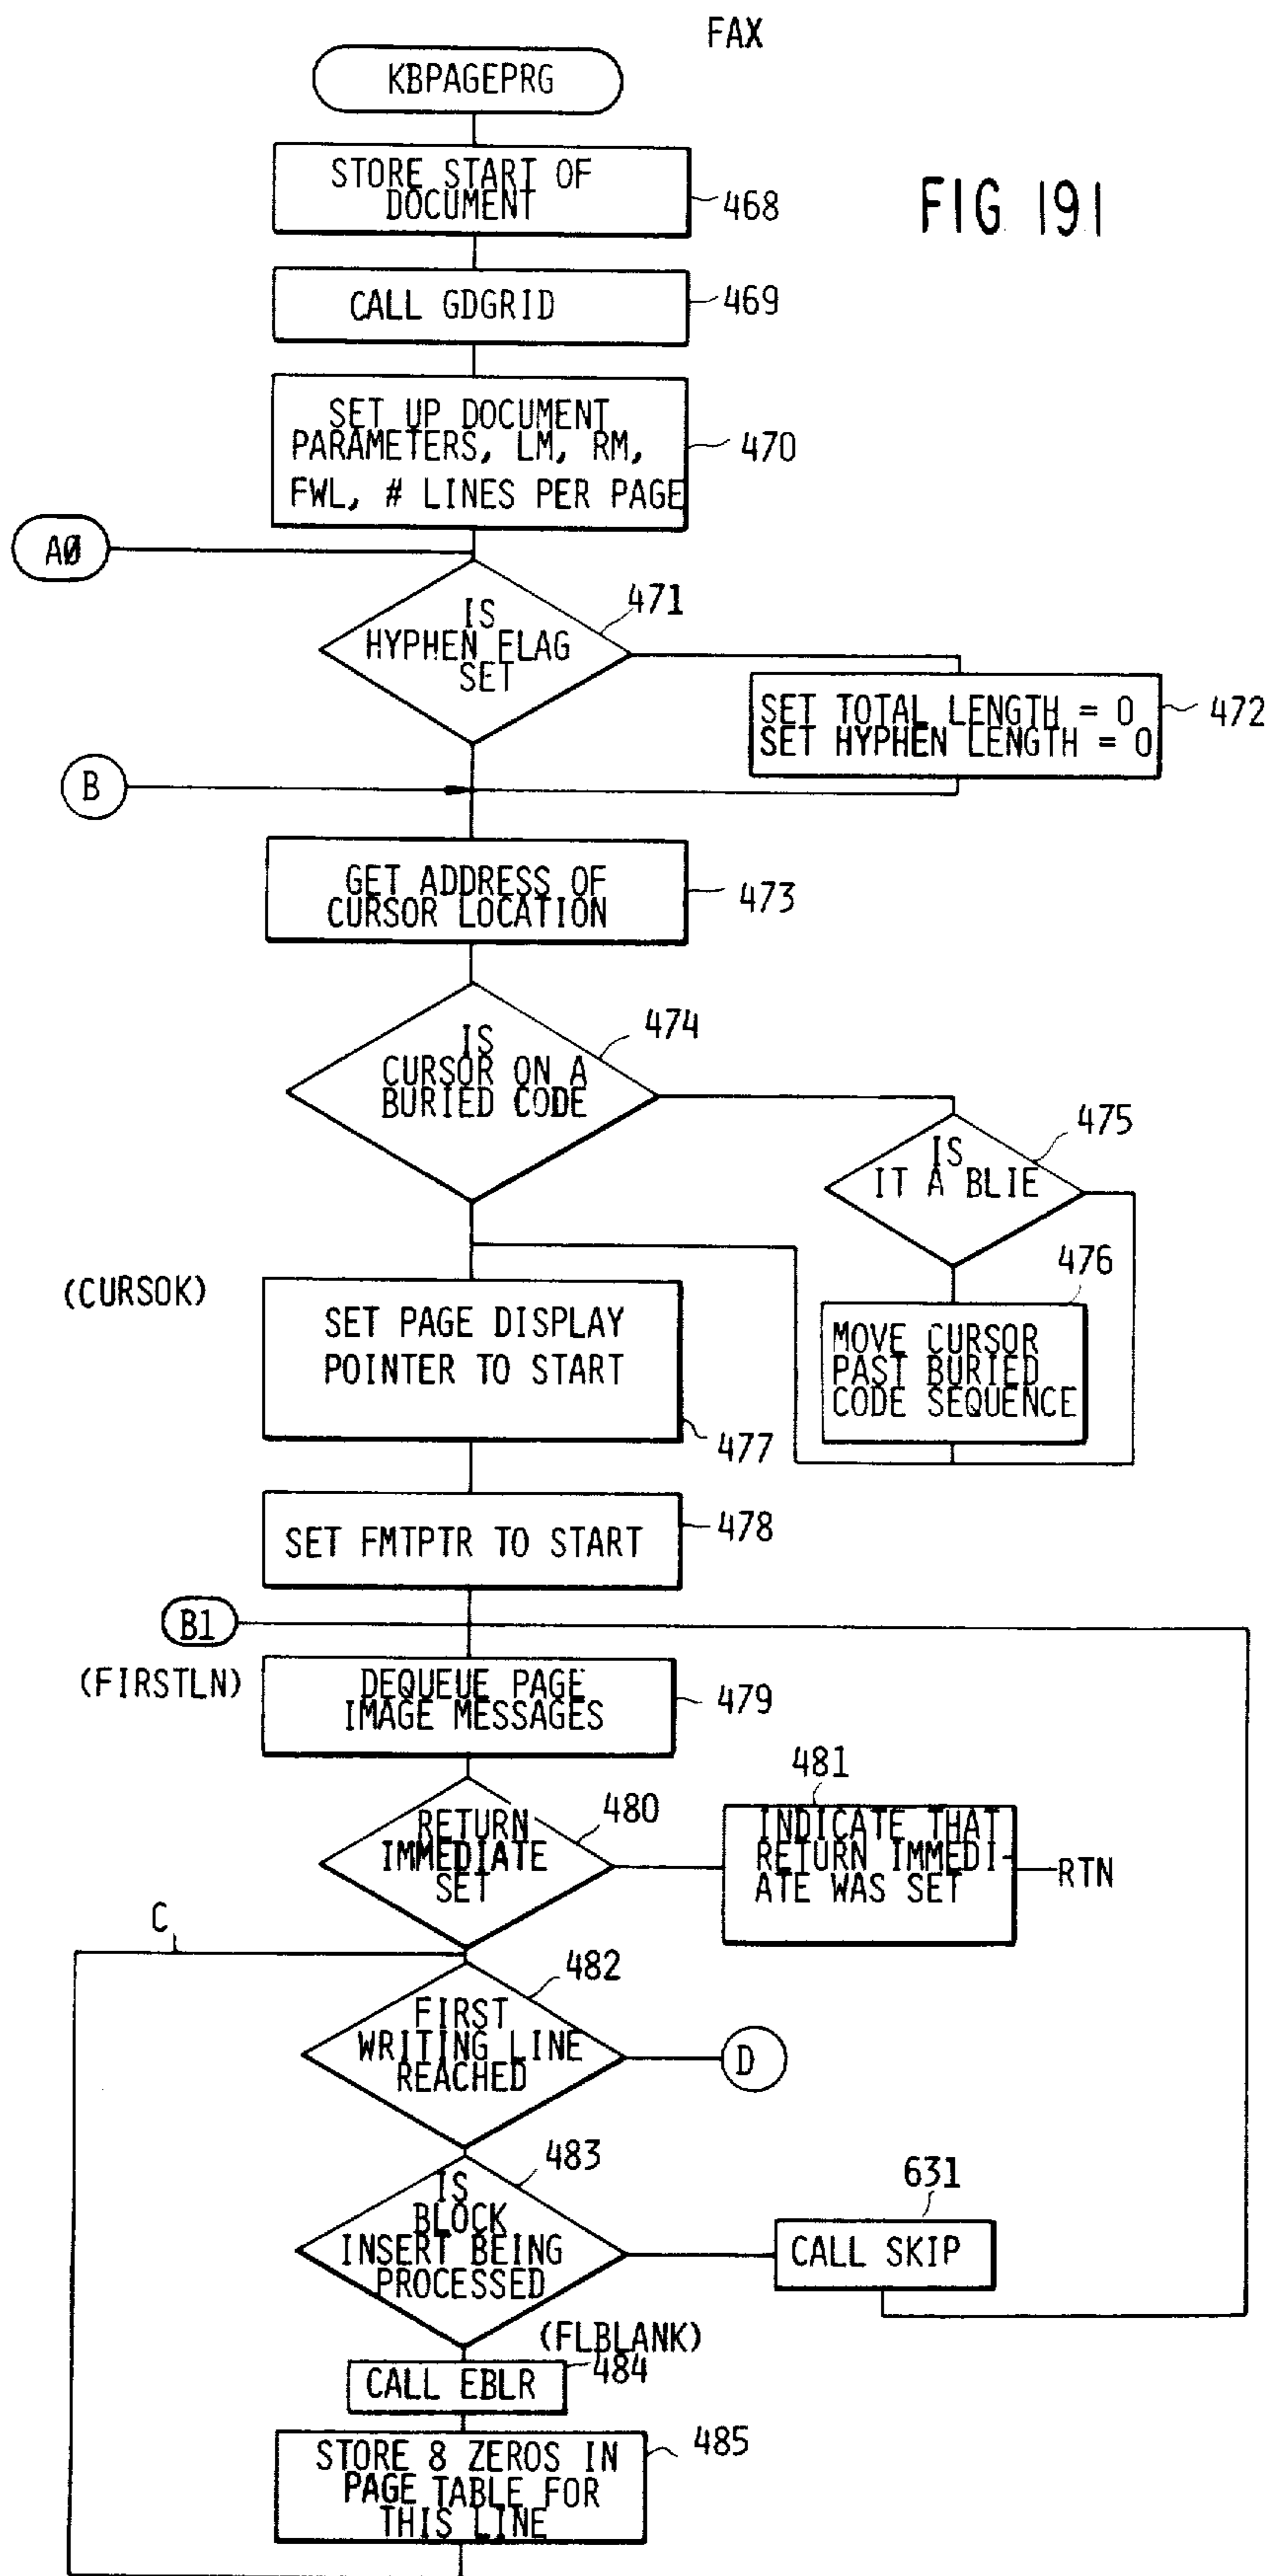 FAX
KBPAGEPRG
STORE START OF
DOCUMENT
468
FIG 191
CALL GDGRID
469
SET UP DOCUMENT
PARAMETERS, LM, RM,
FWL, # LINES PER PAGE
470
AØ
IS
HYPHEN FLAG
SET
471
SET TOTAL LENGTH = 0
SET HYPHEN LENGTH = 0
472
B
GET ADDRESS OF
CURSOR LOCATION
473
IS
CURSOR ON A
BURIED CODE
474
IS
IT A BLIE
475
(CURSOK)
SET PAGE DISPLAY
POINTER TO START
477
476
MOVE CURSOR
PAST BURIED
CODE SEQUENCE
SET FMTPTR TO START
478
B1
(FIRSTLN)
DEQUEUE PAGE
IMAGE MESSAGES
479
RETURN
IMMEDIATE
SET
480
481
INDICATE THAT
RETURN IMMEDI-
ATE WAS SET
RTN
C
FIRST
WRITING LINE
REACHED
482
D
IS
BLOCK
INSERT BEING
PROCESSED
483
631
CALL SKIP
(FLBLANK)
CALL EBLR
484
STORE 8 ZEROS IN
PAGE TABLE FOR
THIS LINE
485